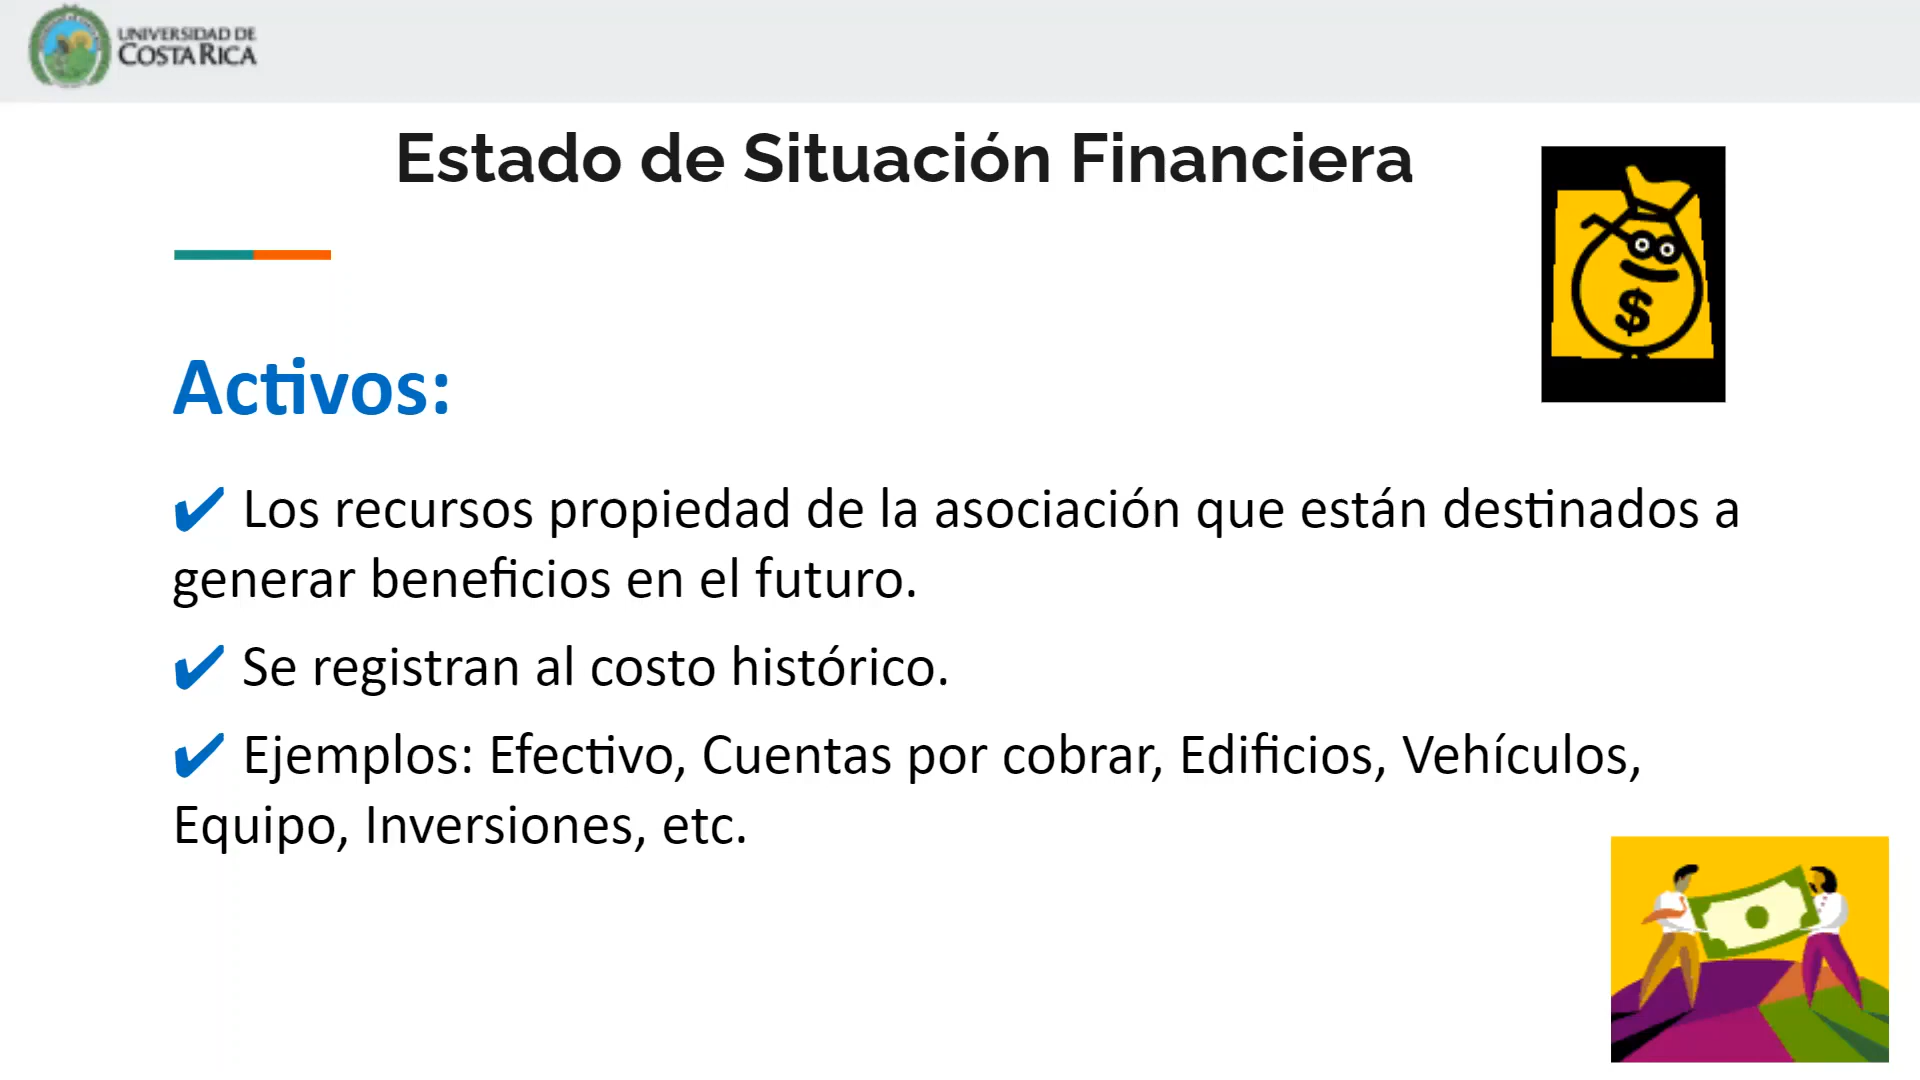 UNIVERSIDAD DE
COSTA RICA
Estado de Situación Financiera
$
Activos:
✔ Los recursos propiedad de la asociación que están destinados a
generar beneficios en el futuro.
✔ Se registran al costo histórico.
✔ Ejemplos: Efectivo, Cuentas por cobrar, Edificios, Vehículos,
Equipo, Inversiones, etc.